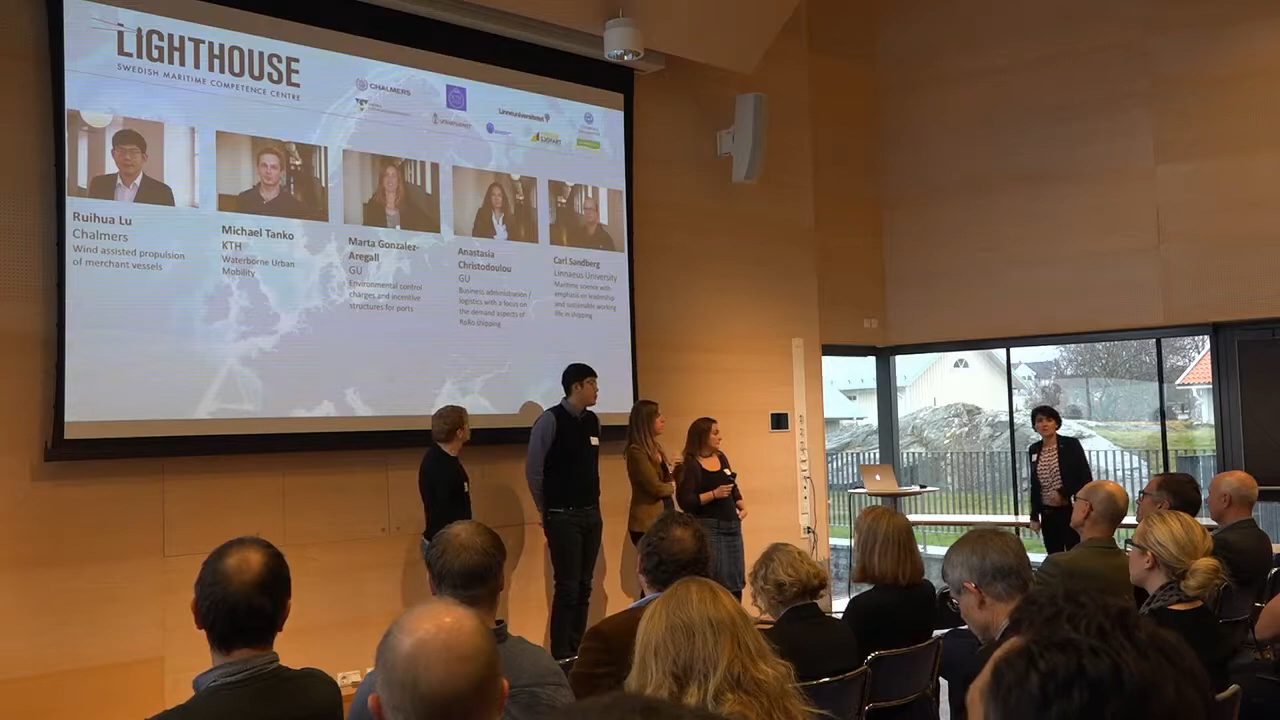 LIGHTHOUSE
SWEDISH MARITIME COMPETENCE CENTRE
CHALMERS
Linneuniversitetet
SJÖFART
Ruihua Lu
Chalmers
Wind assisted propulsion
of merchant vessels
Michael Tanko
KTH
Waterborne Urban
Mobility
Marta Gonzalez-
Aregall
GU
Environmental control
charges and incentive
structures for ports
Anastasia
Christodoulou
GU
Business administration /
logistics with a focus on
the demand aspects of
RoRo shipping
Carl Sandberg
Linnaeus University
Maritime science with
emphasis on leadership
and sustainable working
life in shipping